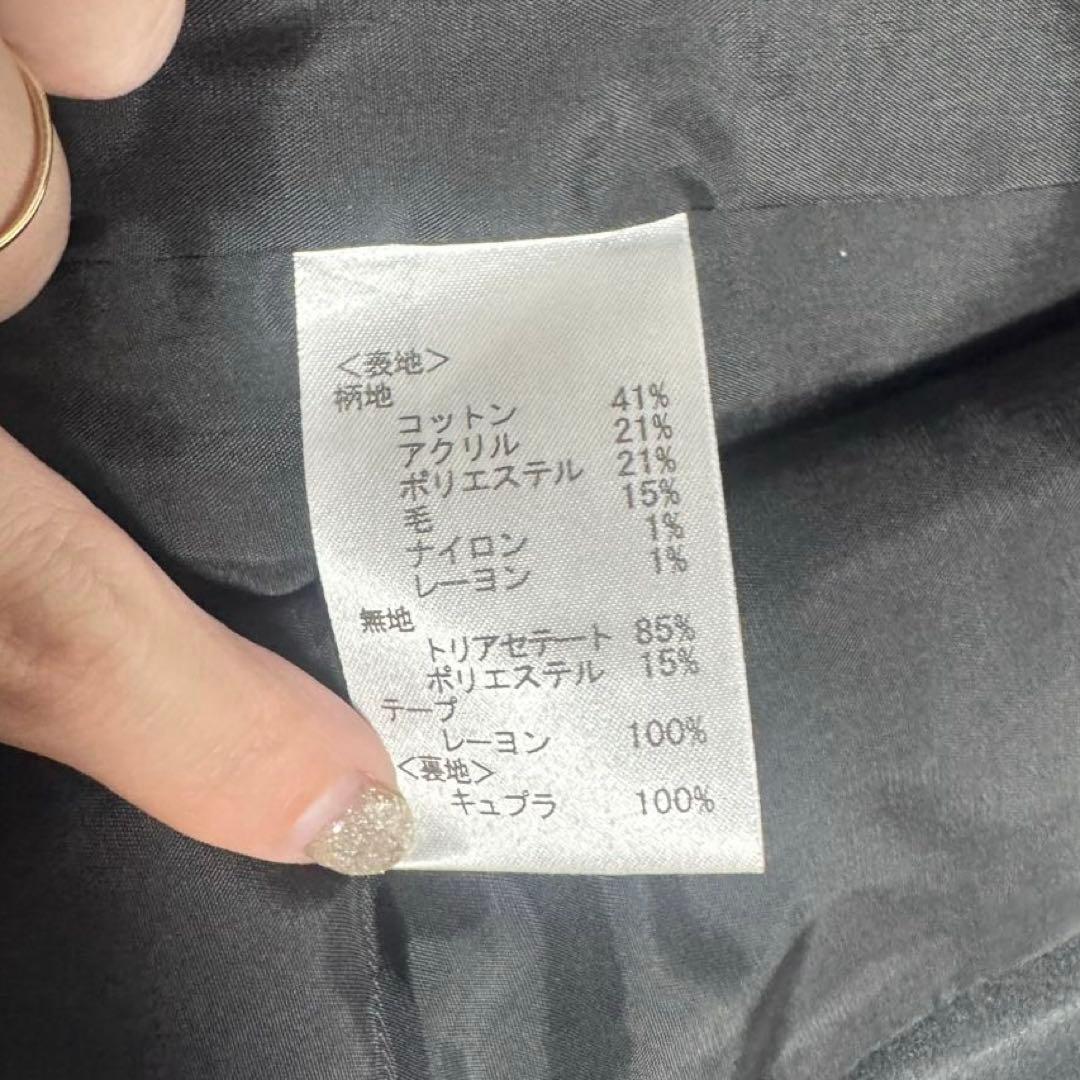 <表地>
柄地
コットン 41%
アクリル 21%
ポリエステル 21%
毛 15%
ナイロン 1%
レーヨン 1%
無地
トリアセテート 85%
ポリエステル 15%
テープ
レーヨン 100%
<裏地>
キュプラ 100%